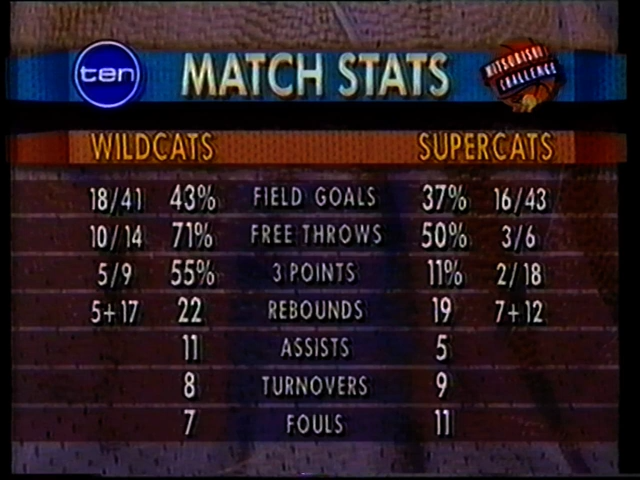 ten MATCH STATS MITSUBISHI CHALLENGE
WILDCATS SUPERCATS
18/41 43% FIELD GOALS 37% 16/43
10/14 71% FREE THROWS 50% 3/6
5/9 55% 3 POINTS 11% 2/18
5+17 22 REBOUNDS 19 7+12
11 ASSISTS 5
8 TURNOVERS 9
7 FOULS 11